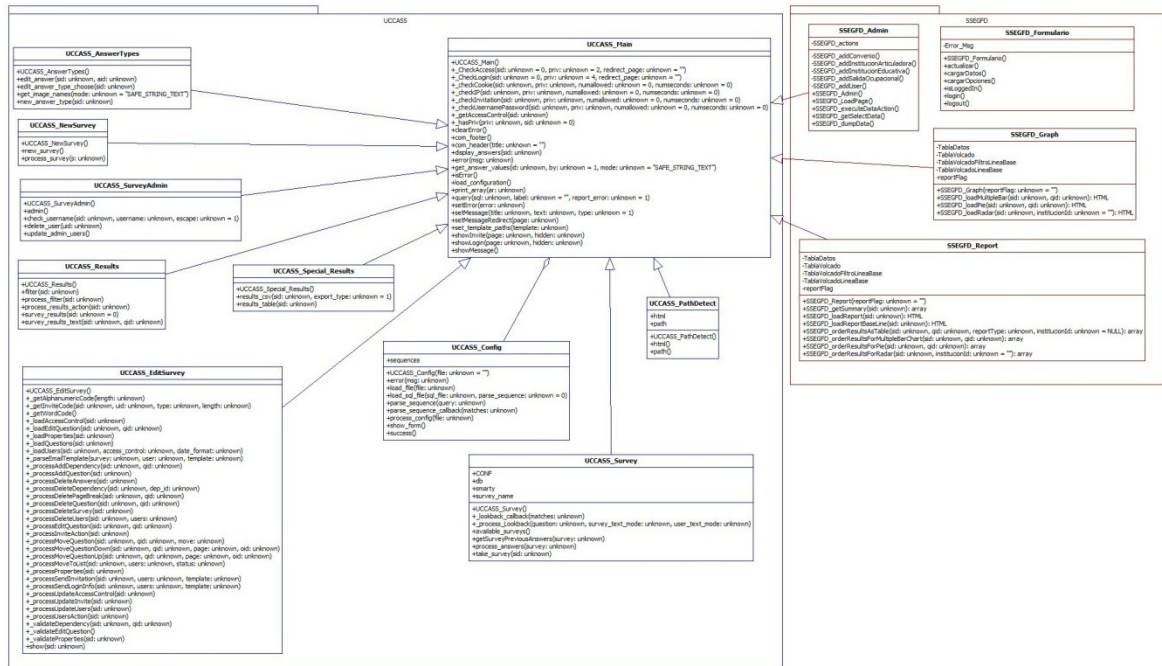 UCCASS
UCCASS_AnswerTypes
+UCCASS_AnswerTypes()
+edit_answer(sid: unknown, aid: unknown)
+edit_answer_type_choose(sid: unknown)
+get_image_names(mode: unknown = "SAFE_STRING_TEXT")
+new_answer_type(sid: unknown)
UCCASS_NewSurvey
+UCCASS_NewSurvey()
+new_survey()
+process_survey(s: unknown)
UCCASS_SurveyAdmin
+UCCASS_SurveyAdmin()
+admin()
+check_username(sid: unknown, username: unknown, escape: unknown = 1)
+delete_user(uid: unknown)
+update_admin_users()
UCCASS_Results
+UCCASS_Results()
+filter(sid: unknown)
+process_filter(sid: unknown)
+process_results_action(sid: unknown)
+survey_results(sid: unknown = 0)
+survey_results_text(sid: unknown, qid: unknown)
UCCASS_Special_Results
+UCCASS_Special_Results()
+results_csv(sid: unknown, export_type: unknown = 1)
+results_table(sid: unknown)
UCCASS_Main
+UCCASS_Main()
+_CheckAccess(sid: unknown = 0, priv: unknown = 2, redirect_page: unknown = "")
+_CheckLogin(sid: unknown = 0, priv: unknown = 4, redirect_page: unknown = "")
+_checkCookie(sid: unknown, priv: unknown, numallowed: unknown = 0, numseconds: unknown = 0)
+_checkIP(sid: unknown, priv: unknown, numallowed: unknown = 0, numseconds: unknown = 0)
+_checkInvitation(sid: unknown, priv: unknown, numallowed: unknown = 0, numseconds: unknown = 0)
+_checkUsernamePassword(sid: unknown, priv: unknown, numallowed: unknown = 0, numseconds: unknown = 0)
+_getAccessControl(sid: unknown)
+_hasPriv(priv: unknown, sid: unknown = 0)
+clearError()
+com_footer()
+com_header(title: unknown = "")
+display_answers(sid: unknown)
+error(msg: unknown)
+get_answer_values(id: unknown, by: unknown = 1, mode: unknown = "SAFE_STRING_TEXT")
+isError()
+load_configuration()
+print_array(ar: unknown)
+query(sql: unknown, label: unknown = "", report_error: unknown = 1)
+setError(error: unknown)
+setMessage(title: unknown, text: unknown, type: unknown = 1)
+setMessageRedirect(page: unknown)
+set_template_paths(template: unknown)
+showInvite(page: unknown, hidden: unknown)
+showLogin(page: unknown, hidden: unknown)
+showMessage()
UCCASS_PathDetect
+html
+path
+UCCASS_PathDetect()
+html()
+path()
UCCASS_Config
+sequences
+UCCASS_Config(file: unknown = "")
+error(msg: unknown)
+load_file(file: unknown)
+load_sql_file(sql_file: unknown, parse_sequence: unknown = 0)
+parse_sequence(query: unknown)
+parse_sequence_callback(matches: unknown)
+process_config(file: unknown)
+show_form()
+success()
UCCASS_EditSurvey
+UCCASS_EditSurvey()
+_getAlphanumericCode(length: unknown)
+_getInviteCode(sid: unknown, uid: unknown, type: unknown, length: unknown)
+_getWordCode()
+_loadAccessControl(sid: unknown)
+_loadEditQuestion(sid: unknown, qid: unknown)
+_loadProperties(sid: unknown)
+_loadQuestions(sid: unknown)
+_loadUsers(sid: unknown, access_control: unknown, date_format: unknown)
+_parseEmailTemplate(survey: unknown, user: unknown, template: unknown)
+_processAddDependency(sid: unknown, qid: unknown)
+_processAddQuestion(sid: unknown)
+_processDeleteAnswers(sid: unknown)
+_processDeleteDependency(sid: unknown, dep_id: unknown)
+_processDeletePageBreak(sid: unknown, qid: unknown)
+_processDeleteQuestion(sid: unknown, qid: unknown)
+_processDeleteSurvey(sid: unknown)
+_processDeleteUsers(sid: unknown, users: unknown)
+_processEditQuestion(sid: unknown, qid: unknown)
+_processInviteAction(sid: unknown)
+_processMoveQuestion(sid: unknown, qid: unknown, move: unknown)
+_processMoveQuestionDown(sid: unknown, qid: unknown, page: unknown, oid: unknown)
+_processMoveQuestionUp(sid: unknown, qid: unknown, page: unknown, oid: unknown)
+_processMoveToList(sid: unknown, users: unknown, status: unknown)
+_processProperties(sid: unknown)
+_processSendInvitation(sid: unknown, users: unknown, template: unknown)
+_processSendLoginInfo(sid: unknown, users: unknown, template: unknown)
+_processUpdateAccessControl(sid: unknown)
+_processUpdateInvite(sid: unknown)
+_processUpdateUsers(sid: unknown)
+_processUsersAction(sid: unknown)
+_validateDependency(sid: unknown, qid: unknown)
+_validateEditQuestion()
+_validateProperties(sid: unknown)
+show(sid: unknown)
UCCASS_Survey
+CONF
+db
+smarty
+survey_name
+UCCASS_Survey()
+_lookback_callback(matches: unknown)
+_process_Lookback(question: unknown, survey_text_mode: unknown, user_text_mode: unknown)
+available_surveys()
+getSurveyPreviousAnswers(survey: unknown)
+process_answers(survey: unknown)
+take_survey(sid: unknown)
SSEGFD
SSEGFD_Admin
-SSEGFD_actions
-SSEGFD_addConvenio()
-SSEGFD_addInstitucionArticuladora()
-SSEGFD_addInstitutionEducativa()
-SSEGFD_addSalidaOcupacional()
-SSEGFD_addUser()
+SSEGFD_Admin()
+SSEGFD_LoadPage()
+SSEGFD_executeDataAction()
+SSEGFD_getSelectData()
+SSEGFD_dumpData()
SSEGFD_Formulario
-Error_Msg
+SSEGFD_Formulario()
+actualizar()
+cargarDatos()
+cargarOpciones()
+isLoggedIn()
+login()
+logout()
SSEGFD_Graph
-TablaDatos
-TablaVolcado
-TablaVolcadoFiltroLineaBase
-TablaVolcadoLineaBase
-reportFlag
+SSEGFD_Graph(reportFlag: unknown = "")
+SSEGFD_loadMultipleBar(sid: unknown, qid: unknown): HTML
+SSEGFD_loadPie(sid: unknown, qid: unknown): HTML
+SSEGFD_loadRadar(sid: unknown, institucionId: unknown = ""): HTML
SSEGFD_Report
-TablaDatos
-TablaVolcado
-TablaVolcadoFiltroLineaBase
-TablaVolcadoLineaBase
-reportFlag
+SSEGFD_Report(reportFlag: unknown = "")
+SSEGFD_getSummary(sid: unknown): array
+SSEGFD_loadReport(sid: unknown): HTML
+SSEGFD_loadReportBaseLine(sid: unknown): HTML
+SSEGFD_orderResultsAsTable(sid: unknown, qid: unknown, reportType: unknown, institucionId: unknown = NULL): array
+SSEGFD_orderResultsForMultipleBarChart(sid: unknown, qid: unknown): array
+SSEGFD_orderResultsForPie(sid: unknown, qid: unknown): array
+SSEGFD_orderResultsForRadar(sid: unknown, institucionId: unknown = ""): array